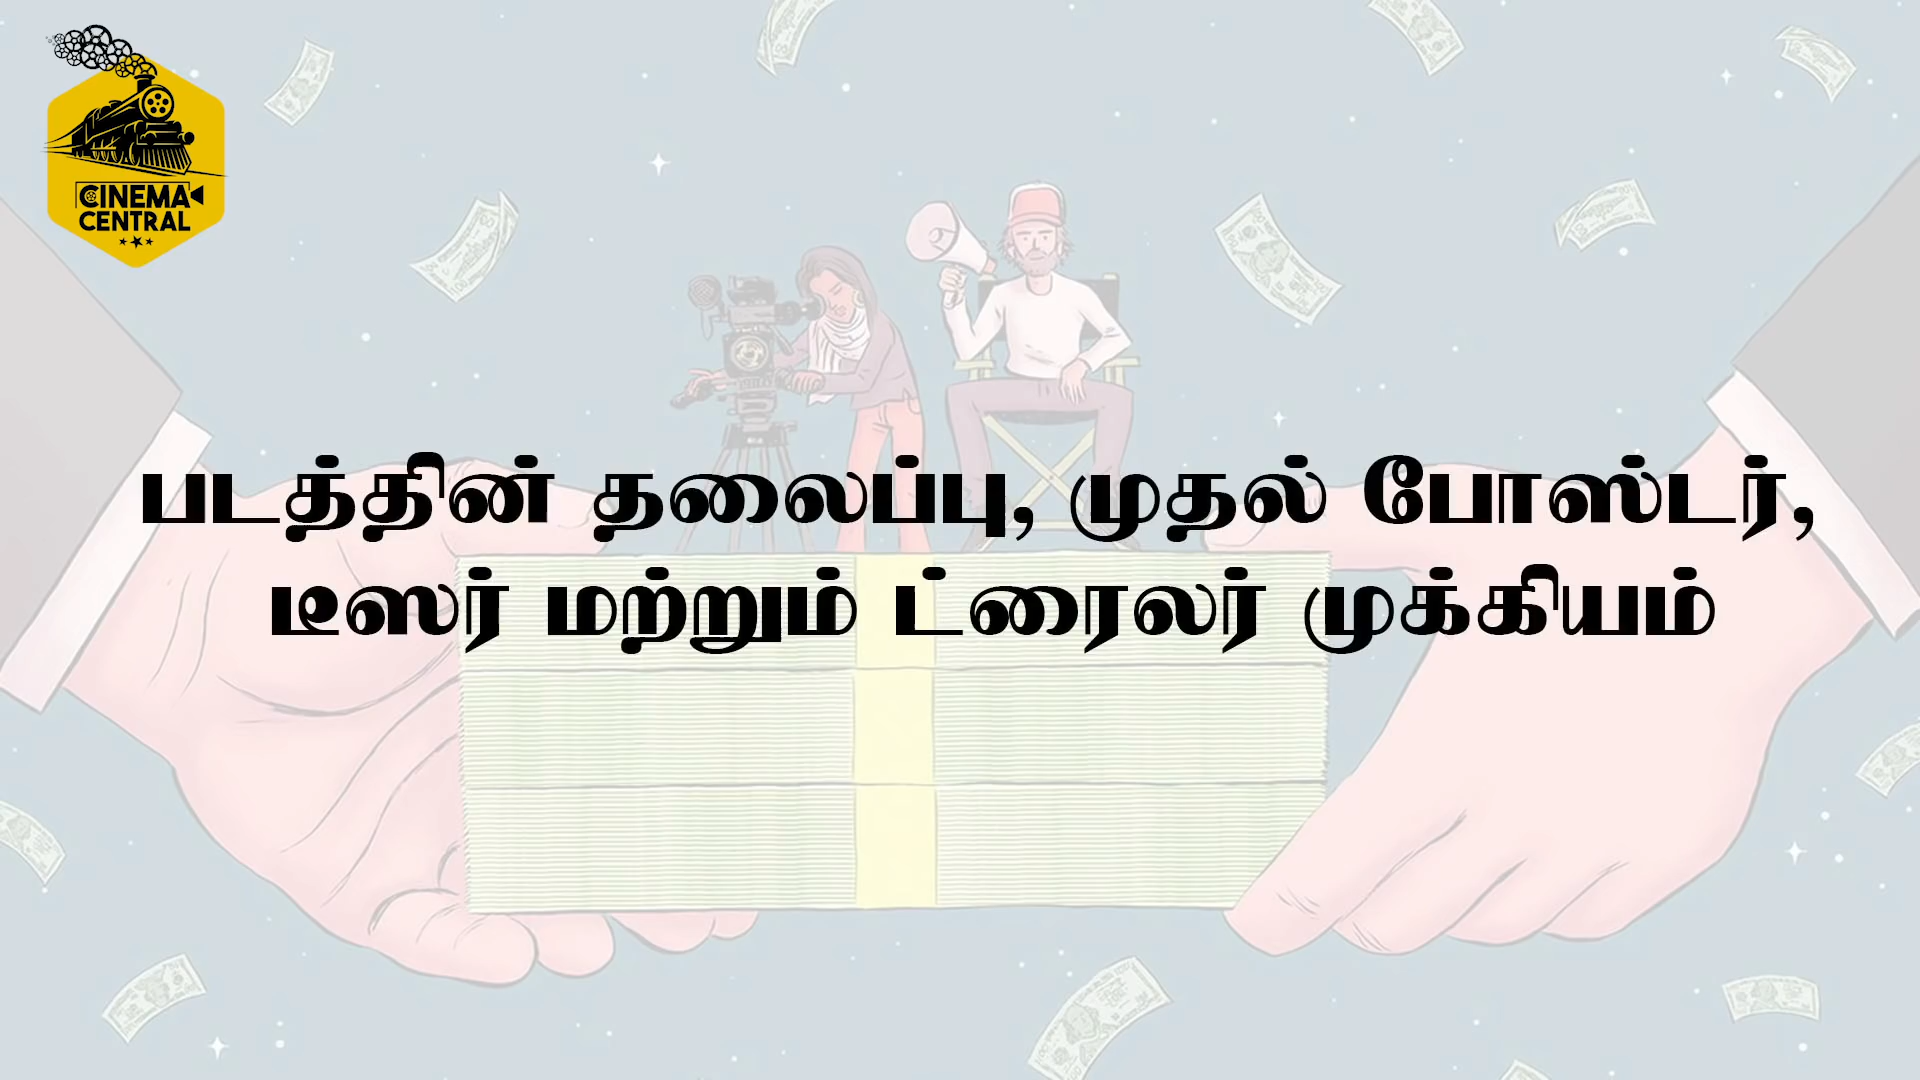 CINEMA
CENTRAL
படத்தின் தலைப்பு, முதல் போஸ்டர்,
டீஸர் மற்றும் ட்ரைலர் முக்கியம்